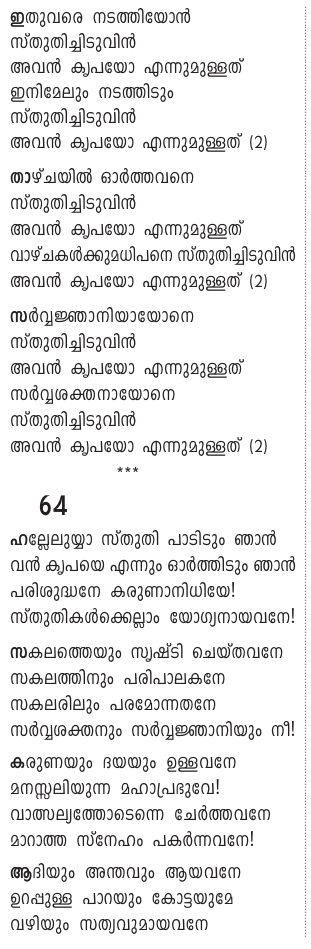 ഇതുവരെ നടത്തിയോൻ
സ്തുതിച്ചിടുവിൻ
അവൻ കൃപയോ എന്നുമുള്ളത്
ഇനിമേലും നടത്തിടും
സ്തുതിച്ചിടുവിൻ
അവൻ കൃപയോ എന്നുമുള്ളത് (2)
താഴ്ചയിൽ ഓർത്തവനെ
സ്തുതിച്ചിടുവിൻ
അവൻ കൃപയോ എന്നുമുള്ളത്
വാഴ്ചകൾക്കുമധിപനെ സ്തുതിച്ചിടുവിൻ
അവൻ കൃപയോ എന്നുമുള്ളത് (2)
സർവ്വജ്ഞാനിയായോനെ
സ്തുതിച്ചിടുവിൻ
അവൻ കൃപയോ എന്നുമുള്ളത്
സർവ്വശക്തനായോനെ
സ്തുതിച്ചിടുവിൻ
അവൻ കൃപയോ എന്നുമുള്ളത് (2)
***
64
ഹല്ലേലുയ്യാ സ്തുതി പാടിടും ഞാൻ
വൻ കൃപയെ എന്നും ഓർത്തിടും ഞാൻ
പരിശുദ്ധനേ കരുണാനിധിയേ!
സ്തുതികൾക്കെല്ലാം യോഗ്യനായവനേ!
സകലത്തെയും സൃഷ്ടി ചെയ്തവനേ
സകലത്തിനും പരിപാലകനേ
സകലരിലും പരമോന്നതനേ
സർവ്വശക്തനും സർവ്വജ്ഞാനിയും നീ!
കരുണയും ദയയും ഉള്ളവനേ
മനസ്സലിയുന്ന മഹാപ്രഭുവേ!
വാത്സല്യത്തോടെന്നെ ചേർത്തവനേ
മാറാത്ത സ്നേഹം പകർന്നവനേ!
ആദിയും അന്തവും ആയവനേ
ഉറപ്പുള്ള പാറയും കോട്ടയുമേ
വഴിയും സത്യവുമായവനേ